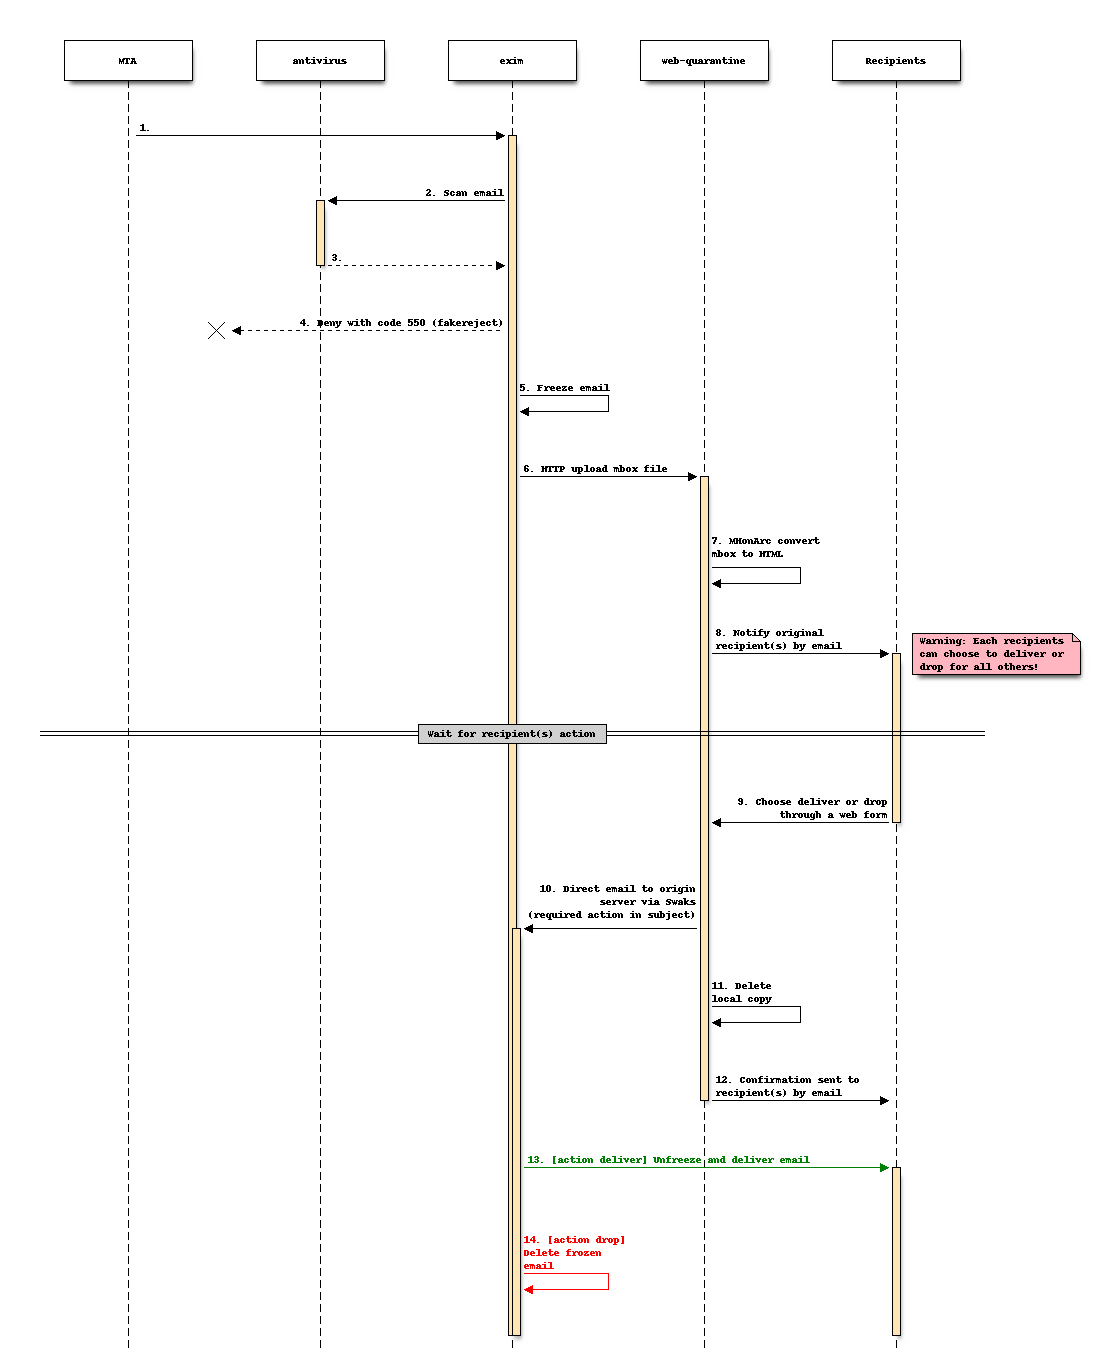 MTA
antivirus
exim
web-quarantine
Recipients
1.
2. Scan email
3.
4. Deny with code 550 (fakereject)
5. Freeze email
6. HTTP upload mbox file
7. MHonArc convert
mbox to HTML
8. Notify original
recipient(s) by email
Warning: Each recipients
can choose to deliver or
drop for all others!
Wait for recipient(s) action
9. Choose deliver or drop
through a web form
10. Direct email to origin
server via Swaks
(required action in subject)
11. Delete
local copy
12. Confirmation sent to
recipient(s) by email
13. [action deliver] Unfreeze and deliver email
14. [action drop]
Delete frozen
email